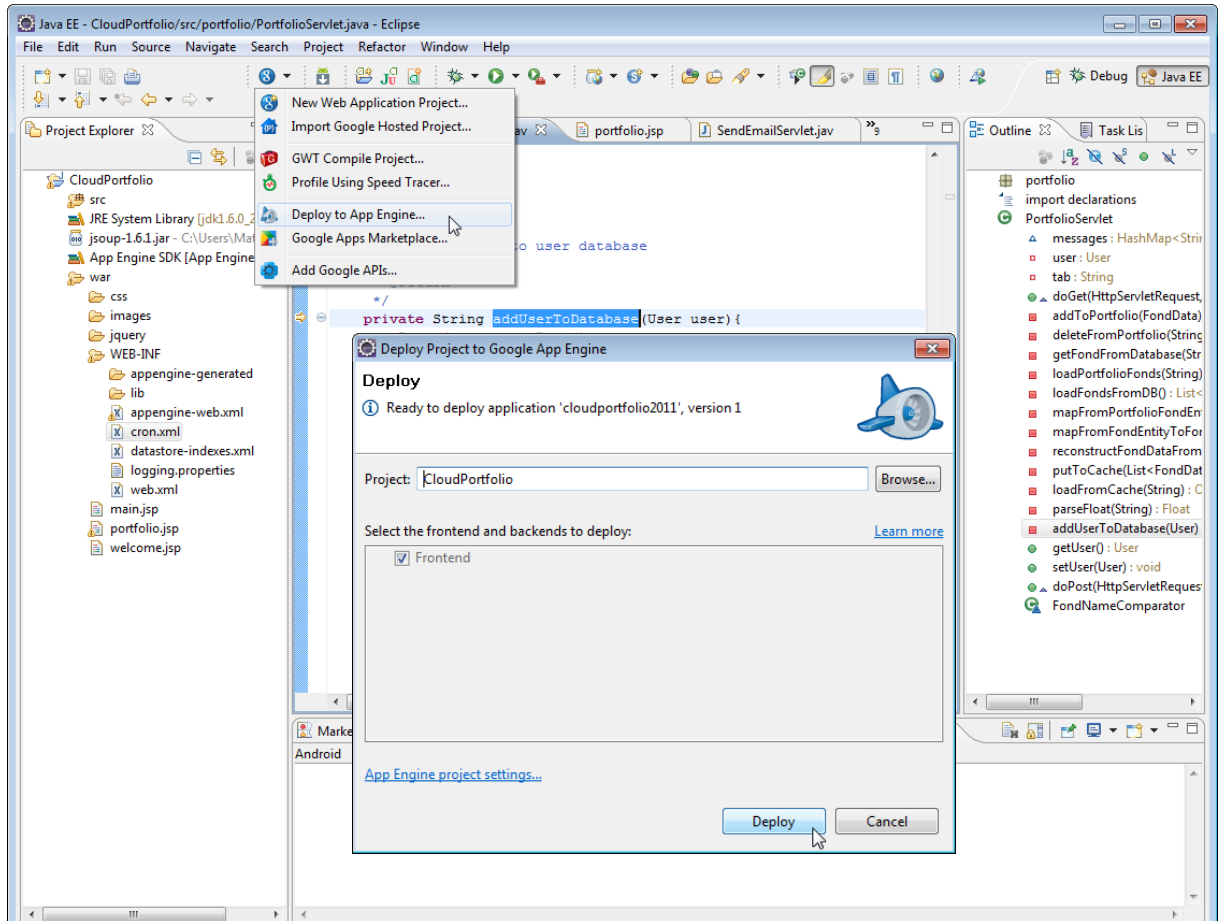 Java EE - CloudPortfolio/src/portfolio/PortfolioServlet.java - Eclipse
File Edit Run Source Navigate Search Project Refactor Window Help
Debug Java EE
New Web Application Project...
Import Google Hosted Project...
GWT Compile Project...
Profile Using Speed Tracer...
Deploy to App Engine...
Google Apps Marketplace...
Add Google APIs...
Project Explorer
CloudPortfolio
src
JRE System Library [jdk1.6.0_2
jsoup-1.6.1.jar - C:\Users\Mat
App Engine SDK [App Engine
war
css
images
jquery
WEB-INF
appengine-generated
lib
appengine-web.xml
cron.xml
datastore-indexes.xml
logging.properties
web.xml
main.jsp
portfolio.jsp
welcome.jsp
av portfolio.jsp SendEmailServlet.jav »9
to user database
*/
private String addUserToDatabase(User user){
Deploy Project to Google App Engine
Deploy
Ready to deploy application 'cloudportfolio2011', version 1
Project: CloudPortfolio Browse...
Select the frontend and backends to deploy: Learn more
Frontend
App Engine project settings...
Deploy Cancel
Marke
Android
Outline Task Lis
portfolio
import declarations
PortfolioServlet
messages : HashMap<Strin
user : User
tab : String
doGet(HttpServletRequest,
addToPortfolio(FondData)
deleteFromPortfolio(String
getFondFromDatabase(Str
loadPortfolioFonds(String)
loadFondsFromDB() : List<
mapFromPortfolioFondEn
mapFromFondEntityToFor
reconstructFondDataFrom
putToCache(List<FondDat
loadFromCache(String) : O
parseFloat(String) : Float
addUserToDatabase(User)
getUser() : User
setUser(User) : void
doPost(HttpServletReques
FondNameComparator